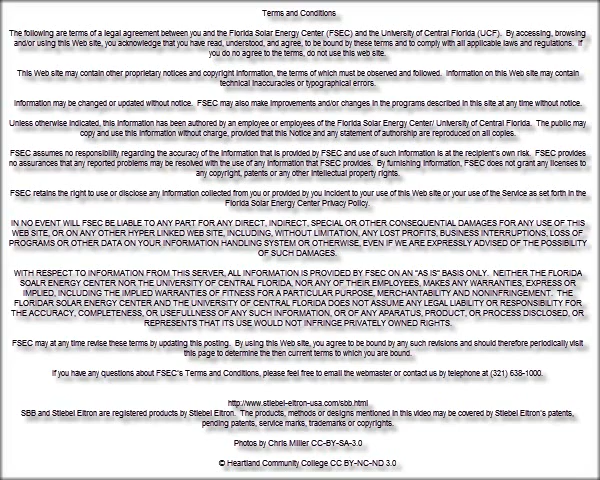 Terms and Conditions
The following are terms of a legal agreement between you and the Florida Solar Energy Center (FSEC) and the University of Central Florida (UCF). By accessing, browsing
and/or using this Web site, you acknowledge that you have read, understood, and agree, to be bound by these terms and to comply with all applicable laws and regulations. If
you do no agree to the terms, do not use this web site.
This Web site may contain other proprietary notices and copyright information, the terms of which must be observed and followed. Information on this Web site may contain
technical inaccuracies or typographical errors.
Information may be changed or updated without notice. FSEC may also make improvements and/or changes in the programs described in this site at any time without notice.
Unless otherwise indicated, this information has been authored by an employee or employees of the Florida Solar Energy Center/ University of Central Florida. The public may
copy and use this information without charge, provided that this Notice and any statement of authorship are reproduced on all copies.
FSEC assumes no responsibility regarding the accuracy of the information that is provided by FSEC and use of such information is at the recipient's own risk. FSEC provides
no assurances that any reported problems may be resolved with the use of any information that FSEC provides. By furnishing information, FSEC does not grant any licenses to
any copyright, patents or any other intellectual property rights.
FSEC retains the right to use or disclose any information collected from you or provided by you incident to your use of this Web site or your use of the Service as set forth in the
Florida Solar Energy Center Privacy Policy.
IN NO EVENT WILL FSEC BE LIABLE TO ANY PART FOR ANY DIRECT, INDIRECT, SPECIAL OR OTHER CONSEQUENTIAL DAMAGES FOR ANY USE OF THIS
WEB SITE, OR ON ANY OTHER HYPER LINKED WEB SITE, INCLUDING, WITHOUT LIMITATION, ANY LOST PROFITS, BUSINESS INTERRUPTIONS, LOSS OF
PROGRAMS OR OTHER DATA ON YOUR INFORMATION HANDLING SYSTEM OR OTHERWISE, EVEN IF WE ARE EXPRESSLY ADVISED OF THE POSSIBILITY
OF SUCH DAMAGES.
WITH RESPECT TO INFORMATION FROM THIS SERVER, ALL INFORMATION IS PROVIDED BY FSEC ON AN "AS IS" BASIS ONLY. NEITHER THE FLORIDA
SOALR ENERGY CENTER NOR THE UNIVERSITY OF CENTRAL FLORIDA, NOR ANY OF THEIR EMPLOYEES, MAKES ANY WARRANTIES, EXPRESS OR
IMPLIED, INCLUDING THE IMPLIED WARRANTIES OF FITNESS FOR A PARTICULAR PURPOSE, MERCHANTABILITY AND NONINFRINGEMENT. THE
FLORIDAR SOLAR ENERGY CENTER AND THE UNIVERSITY OF CENTRAL FLORIDA DOES NOT ASSUME ANY LEGAL LIABILITY OR RESPONSIBILITY FOR
THE ACCURACY, COMPLETENESS, OR USEFULLNESS OF ANY SUCH INFORMATION, OR OF ANY APARATUS, PRODUCT, OR PROCESS DISCLOSED, OR
REPRESENTS THAT ITS USE WOULD NOT INFRINGE PRIVATELY OWNED RIGHTS.
FSEC may at any time revise these terms by updating this posting. By using this Web site, you agree to be bound by any such revisions and should therefore periodically visit
this page to determine the then current terms to which you are bound.
If you have any questions about FSEC's Terms and Conditions, please feel free to email the webmaster or contact us by telephone at (321) 638-1000.
http://www.stiebel-eltron-usa.com/sbb.html
SBB and Stiebel Eltron are registered products by Stiebel Eltron. The products, methods or designs mentioned in this video may be covered by Stiebel Eltron's patents,
pending patents, service marks, trademarks or copyrights.
Photos by Chris Miller CC-BY-SA-3.0
© Heartland Community College CC BY-NC-ND 3.0